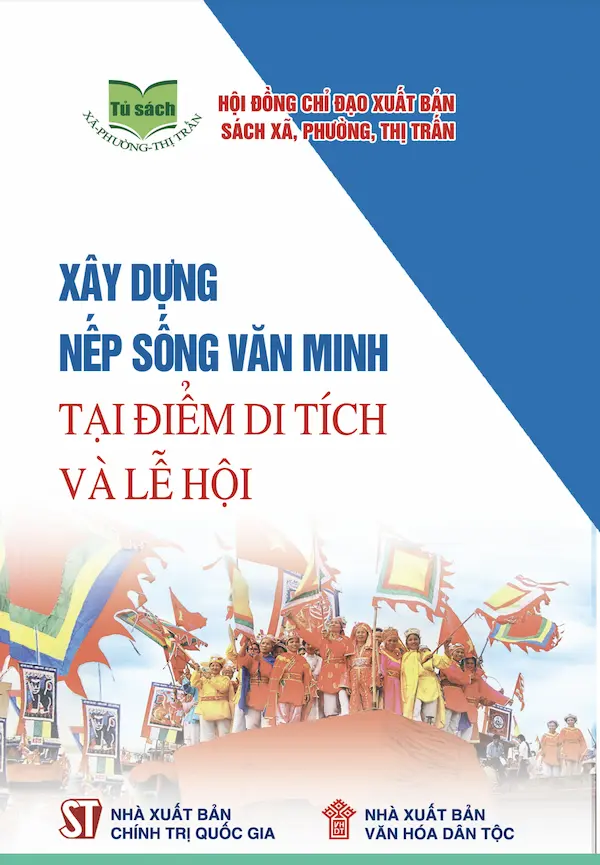 Tủ sách
XÃ-PHƯỜNG-THỊ TRẤN
HỘI ĐỒNG CHỈ ĐẠO XUẤT BẢN
SÁCH XÃ, PHƯỜNG, THỊ TRẤN
XÂY DỰNG
NẾP SỐNG VĂN MINH
TẠI ĐIỂM DI TÍCH
VÀ LỄ HỘI
ST
NHÀ XUẤT BẢN
CHÍNH TRỊ QUỐC GIA
VH
DT
NHÀ XUẤT BẢN
VĂN HÓA DÂN TỘC